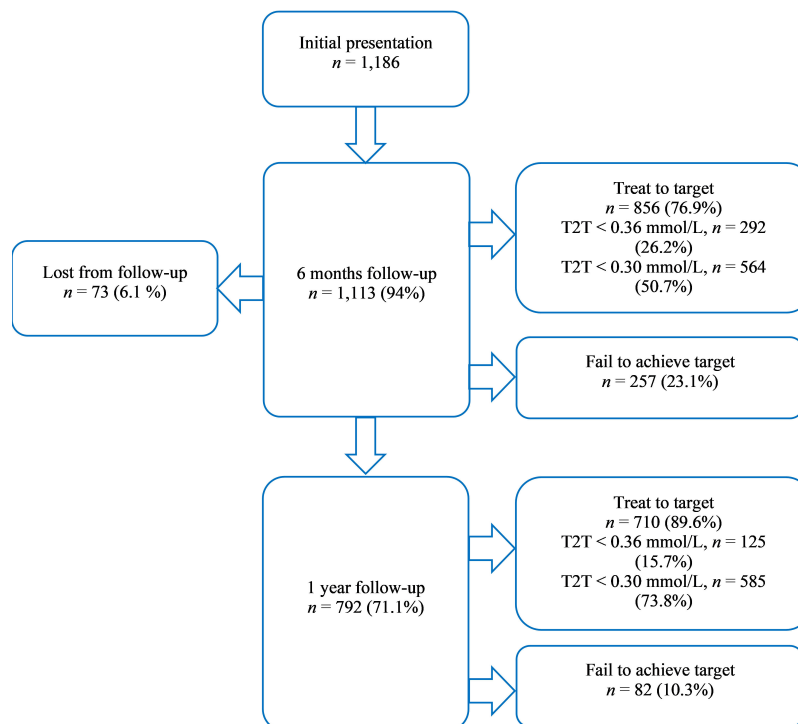 Initial presentation
n = 1,186
Treat to target
n = 856 (76.9%)
T2T < 0.36 mmol/L, n = 292
(26.2%)
T2T < 0.30 mmol/L, n = 564
(50.7%)
Lost from follow-up
n = 73 (6.1 %)
6 months follow-up
n = 1,113 (94%)
Fail to achieve target
n = 257 (23.1%)
Treat to target
n = 710 (89.6%)
T2T < 0.36 mmol/L, n = 125
(15.7%)
T2T < 0.30 mmol/L, n = 585
(73.8%)
1 year follow-up
n = 792 (71.1%)
Fail to achieve target
n = 82 (10.3%)